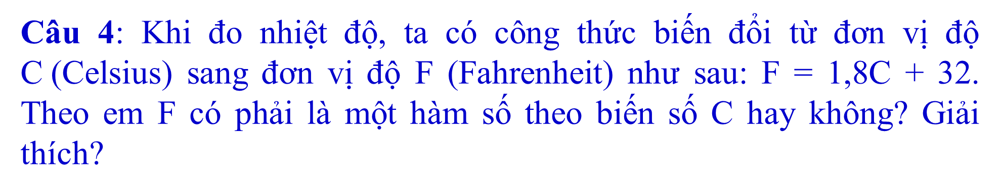 Câu 4: Khi đo nhiệt độ, ta có công thức biến đổi từ đơn vị độ
C (Celsius) sang đơn vị độ F (Fahrenheit) như sau: F = 1,8C + 32.
Theo em F có phải là một hàm số theo biến số C hay không? Giải
thích?